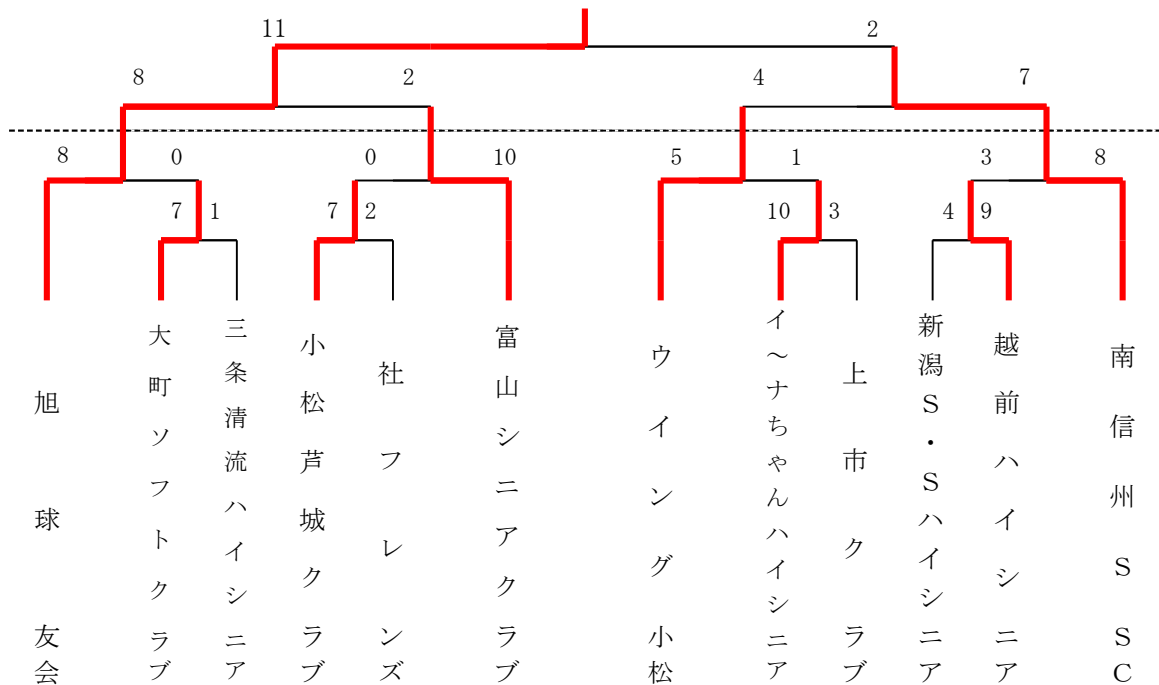 11 2
8 2 4 7
8 0 0 10 5 1 3 8
7 1 7 2 10 3 4 9
旭球友会
大町ソフトクラブ
三条清流ハイシニア
小松芦城クラブ
社フレンズ
富山シニアクラブ
ウイング小松
イ～ナちゃんハイシニア
上市クラブ
新潟S・Sハイシニア
越前ハイシニア
南信州SSC